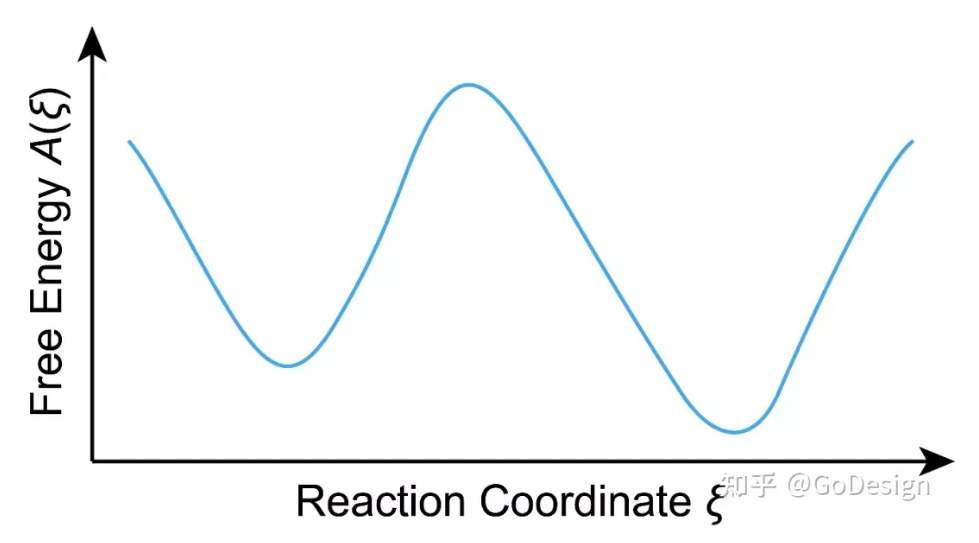 Free Energy A(ξ)
Reaction Coordinate ξ
知乎 @GoDesign